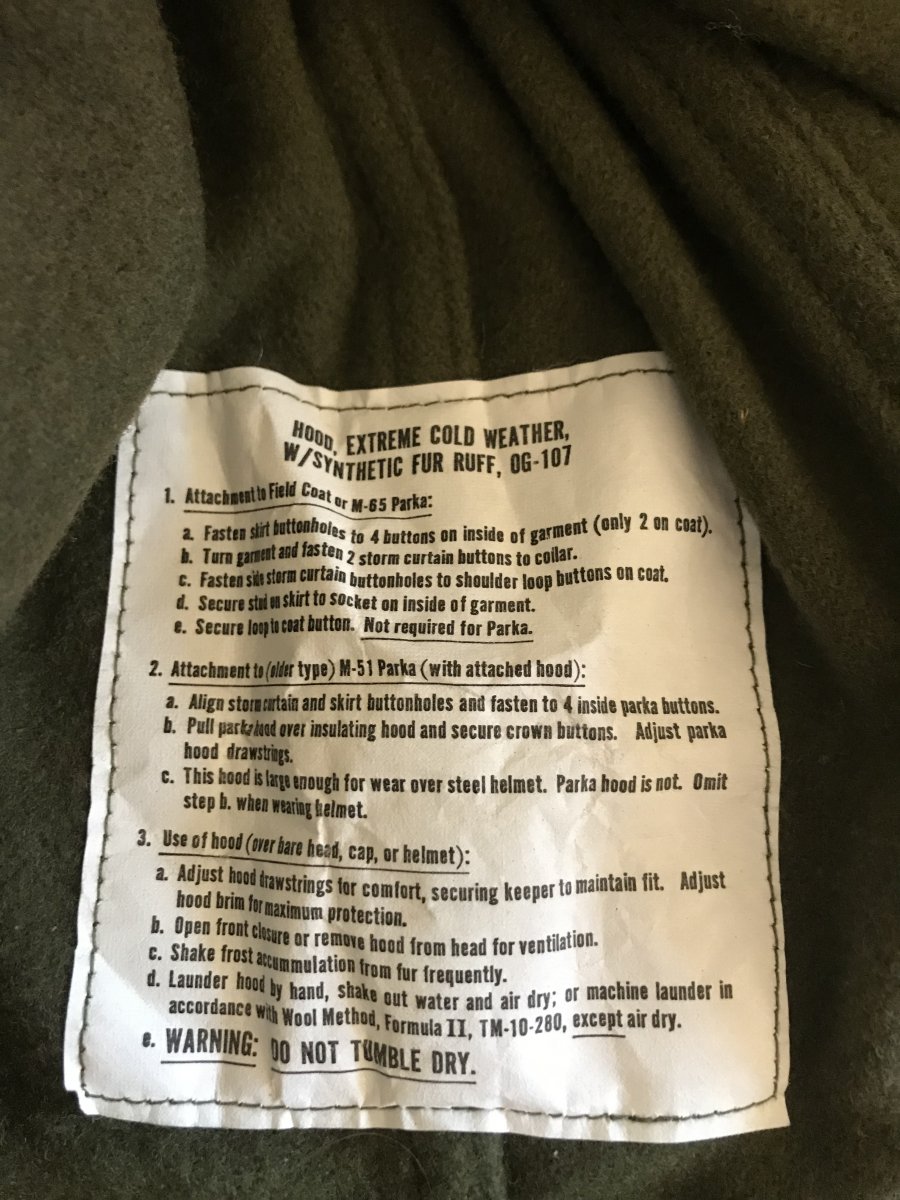 HOOD, EXTREME COLD WEATHER,
W/SYNTHETIC FUR RUFF, OG-107
1. Attachment to Field Coat or M-65 Parka:
a. Fasten skirt buttonholes to 4 buttons on inside of garment (only 2 on coat).
b. Turn garment and fasten 2 storm curtain buttons to collar.
c. Fasten side storm curtain buttonholes to shoulder loop buttons on coat.
d. Secure stud on skirt to socket on inside of garment.
e. Secure loop to coat button. Not required for Parka.
2. Attachment to (older type) M-51 Parka (with attached hood):
a. Align storm curtain and skirt buttonholes and fasten to 4 inside parka buttons.
b. Pull parka hood over insulating hood and secure crown buttons. Adjust parka
hood drawstrings.
c. This hood is large enough for wear over steel helmet. Parka hood is not. Omit
step b. when wearing helmet.
3. Use of hood (over bare head, cap, or helmet):
a. Adjust hood drawstrings for comfort, securing keeper to maintain fit. Adjust
hood brim for maximum protection.
b. Open front closure or remove hood from head for ventilation.
c. Shake frost accummulation from fur frequently.
d. Launder hood by hand, shake out water and air dry; or machine launder in
accordance with Wool Method, Formula II, TM-10-280, except air dry.
e. WARNING: DO NOT TUMBLE DRY.